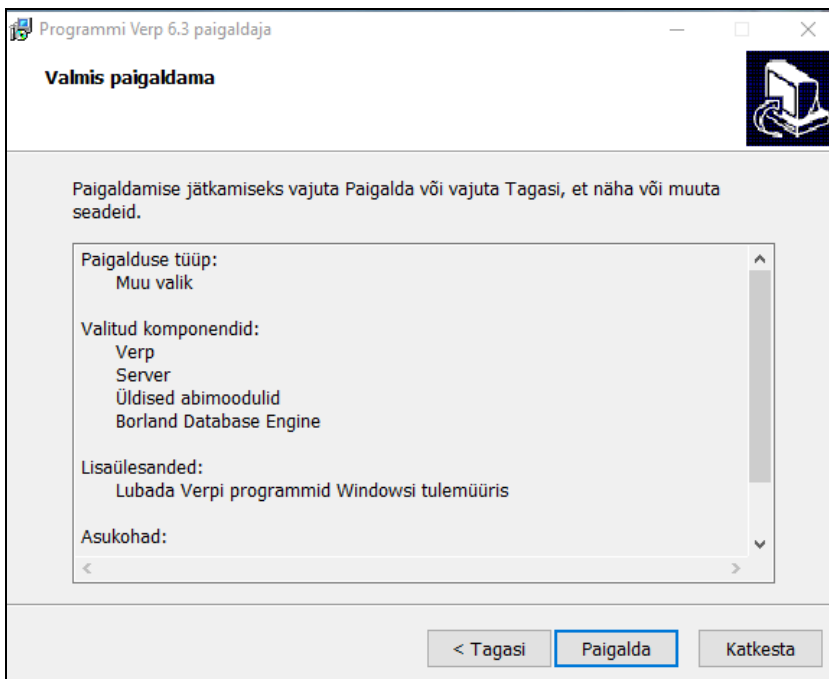 Programmi Verp 6.3 paigaldaja
Valmis paigaldama
Paigaldamise jätkamiseks vajuta Paigalda või vajuta Tagasi, et näha või muuta
seadeid.
Paigalduse tüüp:
Muu valik
Valitud komponendid:
Verp
Server
Üldised abimoodulid
Borland Database Engine
Lisaülesanded:
Lubada Verpi programmid Windowsi tulemüüris
Asukohad:
< Tagasi
Paigalda
Katkesta